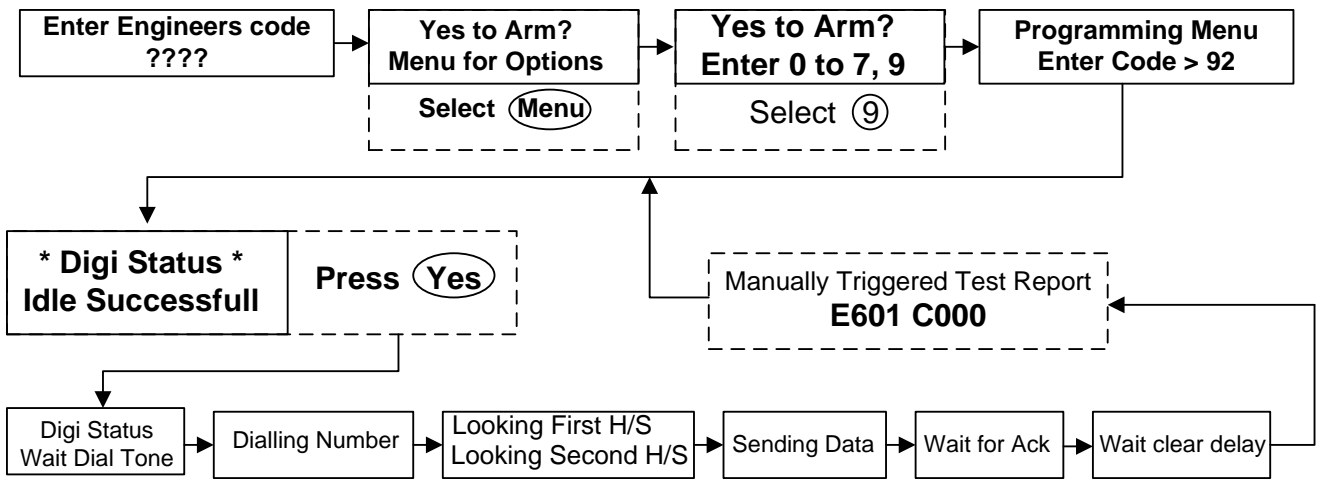 Enter Engineers code
????
Yes to Arm?
Menu for Options
Select Menu
Yes to Arm?
Enter 0 to 7, 9
Select 9
Programming Menu
Enter Code > 92
* Digi Status *
Idle Successfull
Press Yes
Manually Triggered Test Report
E601 C000
Digi Status
Wait Dial Tone
Dialling Number
Looking First H/S
Looking Second H/S
Sending Data
Wait for Ack
Wait clear delay